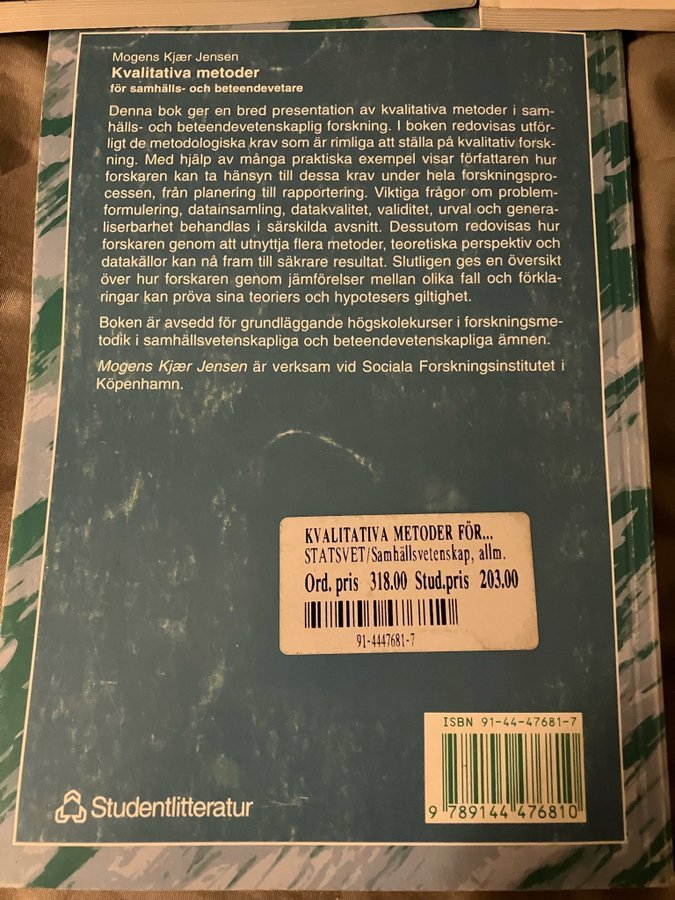 Mogens Kjær Jensen
Kvalitativa metoder
för samhälls- och beteendevetare
Denna bok ger en bred presentation av kvalitativa metoder i sam-
hälls- och beteendevetenskaplig forskning. I boken redovisas utför-
ligt de metodologiska krav som är rimliga att ställa på kvalitativ forsk-
ning. Med hjälp av många praktiska exempel visar författaren hur
forskaren kan ta hänsyn till dessa krav under hela forskningspro-
cessen, från planering till rapportering. Viktiga frågor om problem-
formulering, datainsamling, datakvalitet, validitet, urval och genera-
liserbarhet behandlas i särskilda avsnitt. Dessutom redovisas hur
forskaren genom att utnyttja flera metoder, teoretiska perspektiv och
datakällor kan nå fram till säkrare resultat. Slutligen ges en översikt
över hur forskaren genom jämförelser mellan olika fall och förkla-
ringar kan pröva sina teoriers och hypotesers giltighet.
Boken är avsedd för grundläggande högskolekurser i forskningsme-
todik i samhällsvetenskapliga och beteendevetenskapliga ämnen.
Mogens Kjær Jensen är verksam vid Sociala Forskningsinstitutet i
Köpenhamn.
KVALITATIVA METODER FÖR...
STATSVET/Samhällsvetenskap, allm.
Ord. pris 318.00 Stud.pris 203.00
91-4447681-7
ISBN 91-44-47681-7
9 789144 476810
Studentlitteratur